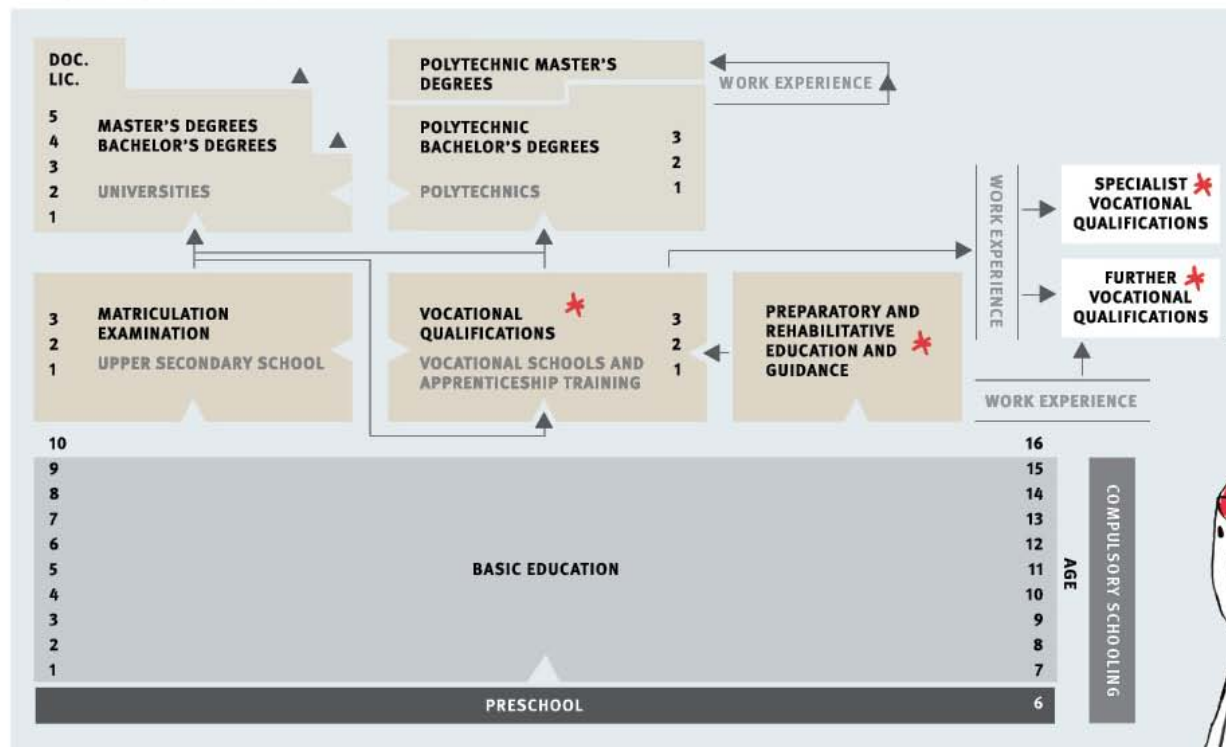 DOC.
LIC.
5
4
3
2
1
MASTER'S DEGREES
BACHELOR'S DEGREES
UNIVERSITIES
POLYTECHNIC MASTER'S
DEGREES
POLYTECHNIC
BACHELOR'S DEGREES
POLYTECHNICS
3
2
1
WORK EXPERIENCE
WORK EXPERIENCE
SPECIALIST
VOCATIONAL
QUALIFICATIONS
FURTHER
VOCATIONAL
QUALIFICATIONS
WORK EXPERIENCE
3
2
1
MATRICULATION
EXAMINATION
UPPER SECONDARY SCHOOL
VOCATIONAL
QUALIFICATIONS
VOCATIONAL SCHOOLS AND
APPRENTICESHIP TRAINING
3
2
1
PREPARATORY AND
REHABILITATIVE
EDUCATION AND
GUIDANCE
10
9
8
7
6
5
4
3
2
1
BASIC EDUCATION
16
15
14
13
12
11
10
9
8
7
AGE
COMPULSORY SCHOOLING
PRESCHOOL
6